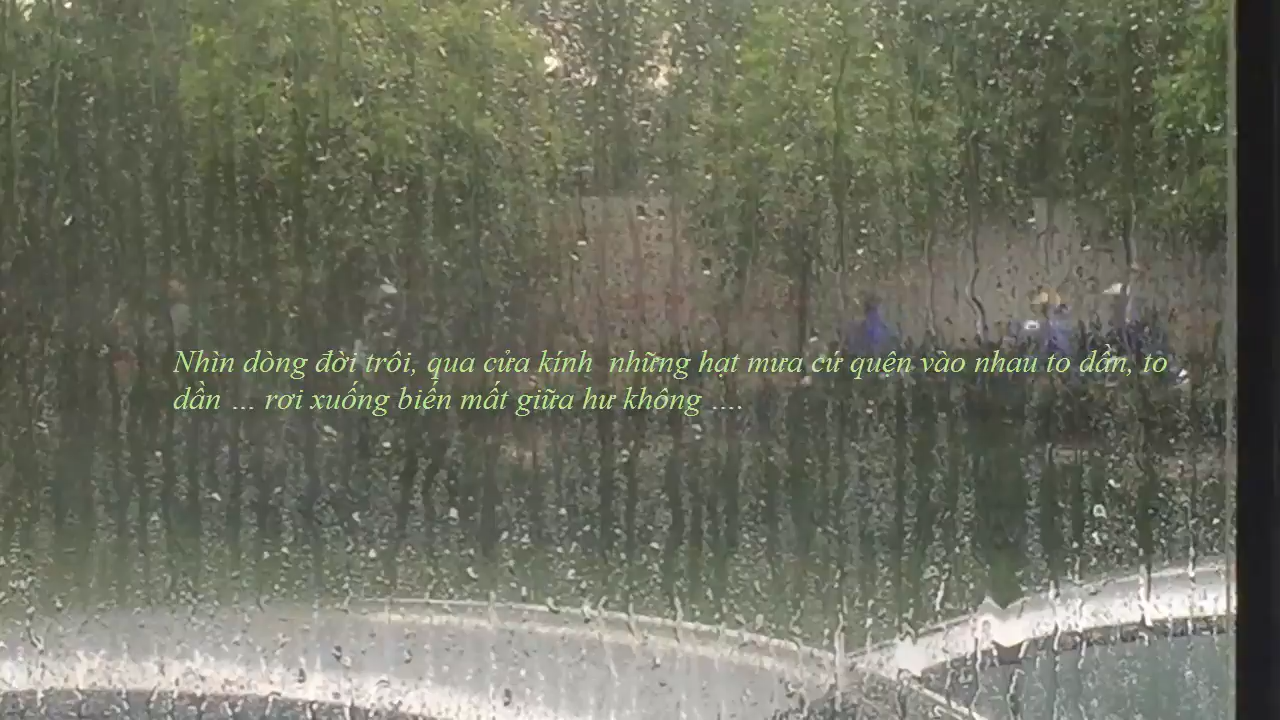 Nhìn dòng đời trôi, qua cửa kính  những hạt mưa cứ quện vào nhau to dần, to
dần ... rơi xuống biến mất giữa hư không ....